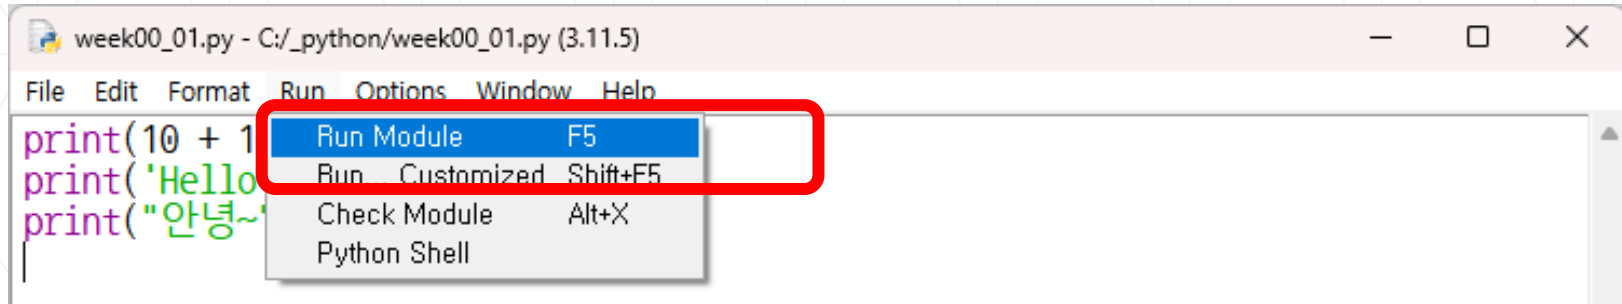 week00_01.py - C:/_python/week00_01.py (3.11.5)
File Edit Format Run Options Window Help
print(10 + 1
print('Hello
print("안녕~"
Run Module F5
Run... Customized Shift+F5
Check Module Alt+X
Python Shell